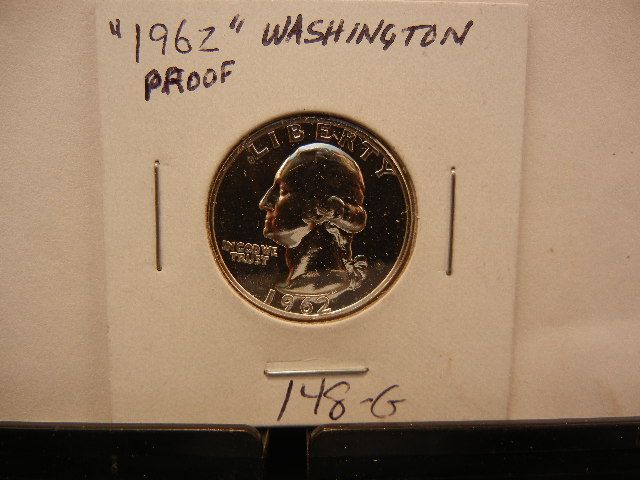 "1962" WASHINGTON
PROOF
LIBERTY
IN GOD WE
TRUST
1962
148-G